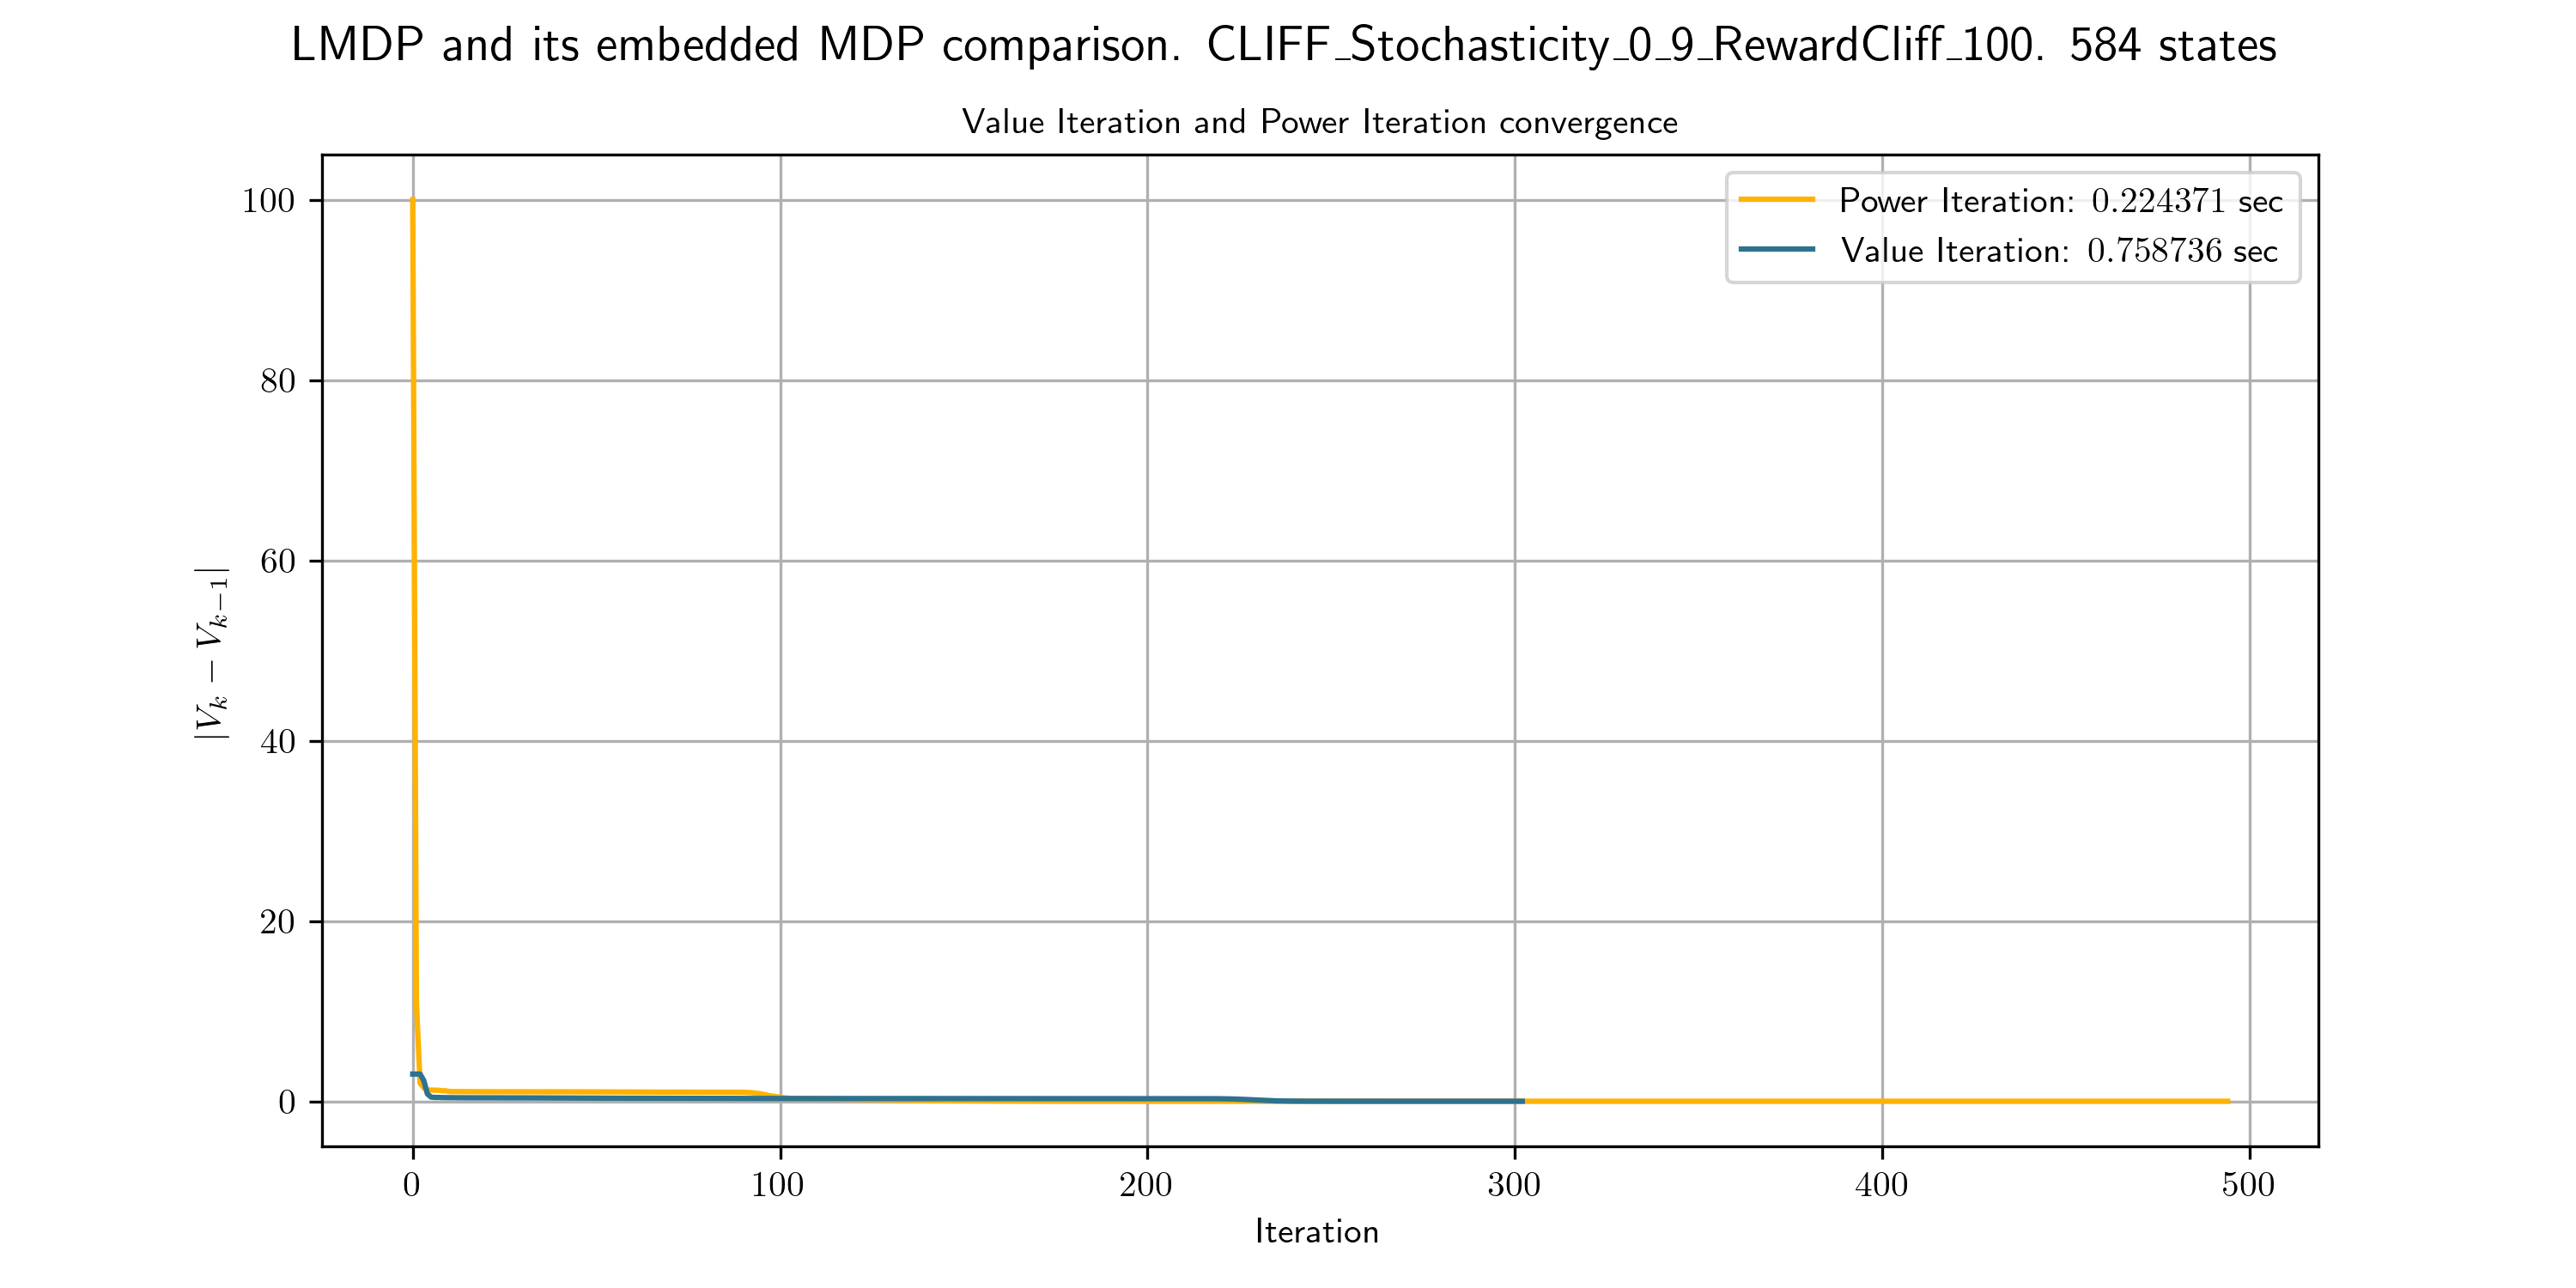 LMDP and its embedded MDP comparison. CLIFF_Stochasticity_0_9_RewardCliff_100. 584 states
Value Iteration and Power Iteration convergence
Power Iteration: 0.224371 sec
Value Iteration: 0.758736 sec
100
80
60
40
20
0
|V_k − V_{k−1}|
0 100 200 300 400 500
Iteration